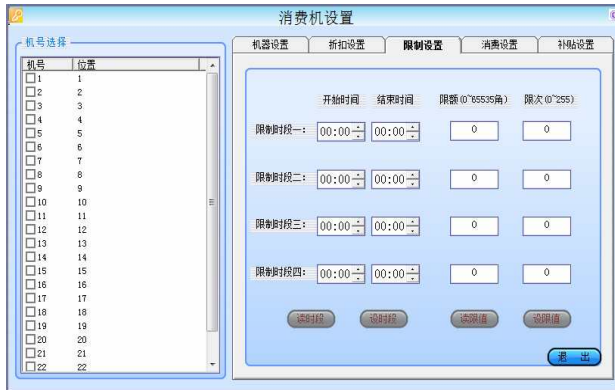 消费机设置
机号选择
机号 位置
1 1
2 2
3 3
4 4
5 5
6 6
7 7
8 8
9 9
10 10
11 11
12 12
13 13
14 14
15 15
16 16
17 17
18 18
19 19
20 20
21 21
22 22
机器设置 折扣设置 限制设置 消费设置 补贴设置
开始时间 结束时间 限额(0~65535角) 限次(0~255)
限制时段一: 00:00 00:00 0 0
限制时段二: 00:00 00:00 0 0
限制时段三: 00:00 00:00 0 0
限制时段四: 00:00 00:00 0 0
读时段 设时段 读限值 设限值
退 出